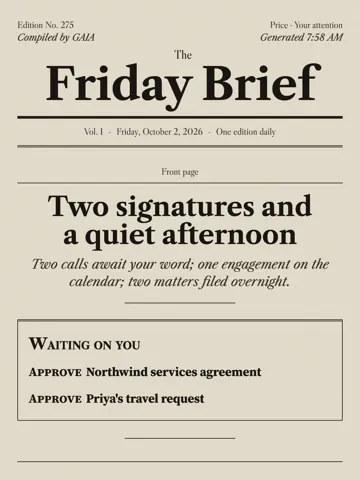 Edition No. 275
Compiled by GAIA
Price · Your attention
Generated 7:58 AM
The
Friday Brief
Vol. I · Friday, October 2, 2026 · One edition daily
Front page
Two signatures and
a quiet afternoon
Two calls await your word; one engagement on the
calendar; two matters filed overnight.
WAITING ON YOU
APPROVE Northwind services agreement
APPROVE Priya's travel request